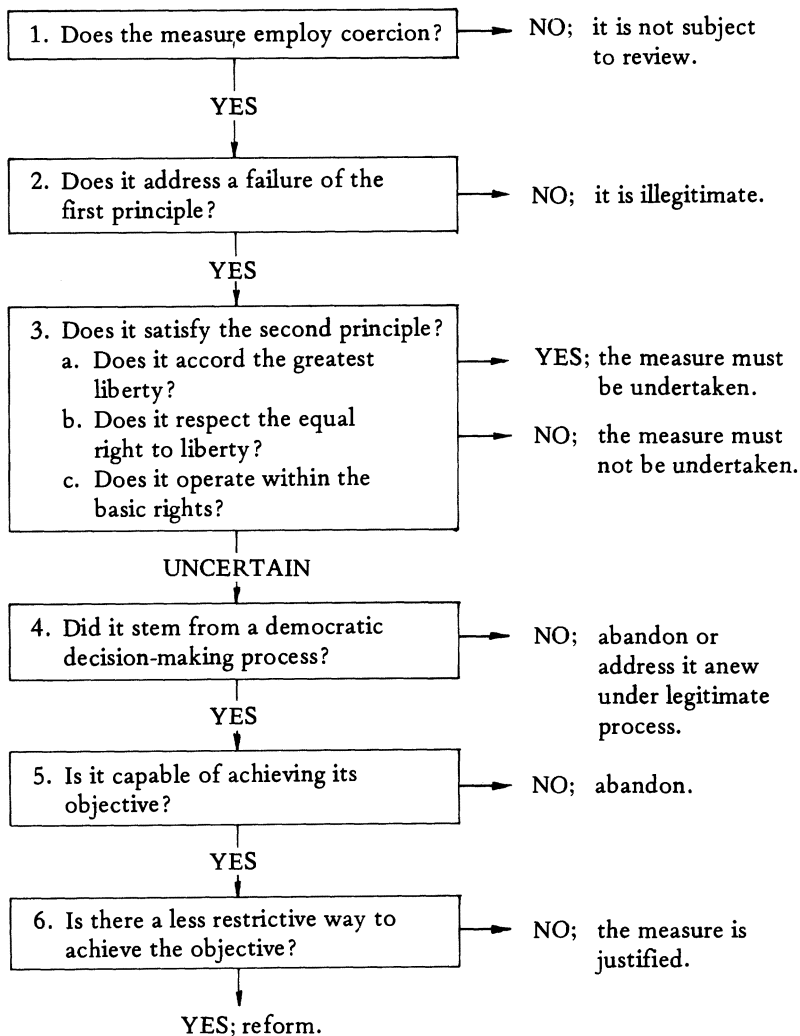 1. Does the measure employ coercion?
NO; it is not subject
to review.
YES
2. Does it address a failure of the
first principle?
NO; it is illegitimate.
YES
3. Does it satisfy the second principle?
a. Does it accord the greatest
liberty?
b. Does it respect the equal
right to liberty?
c. Does it operate within the
basic rights?
YES; the measure must
be undertaken.
NO; the measure must
not be undertaken.
UNCERTAIN
4. Did it stem from a democratic
decision-making process?
NO; abandon or
address it anew
under legitimate
process.
YES
5. Is it capable of achieving its
objective?
NO; abandon.
YES
6. Is there a less restrictive way to
achieve the objective?
NO; the measure is
justified.
YES; reform.